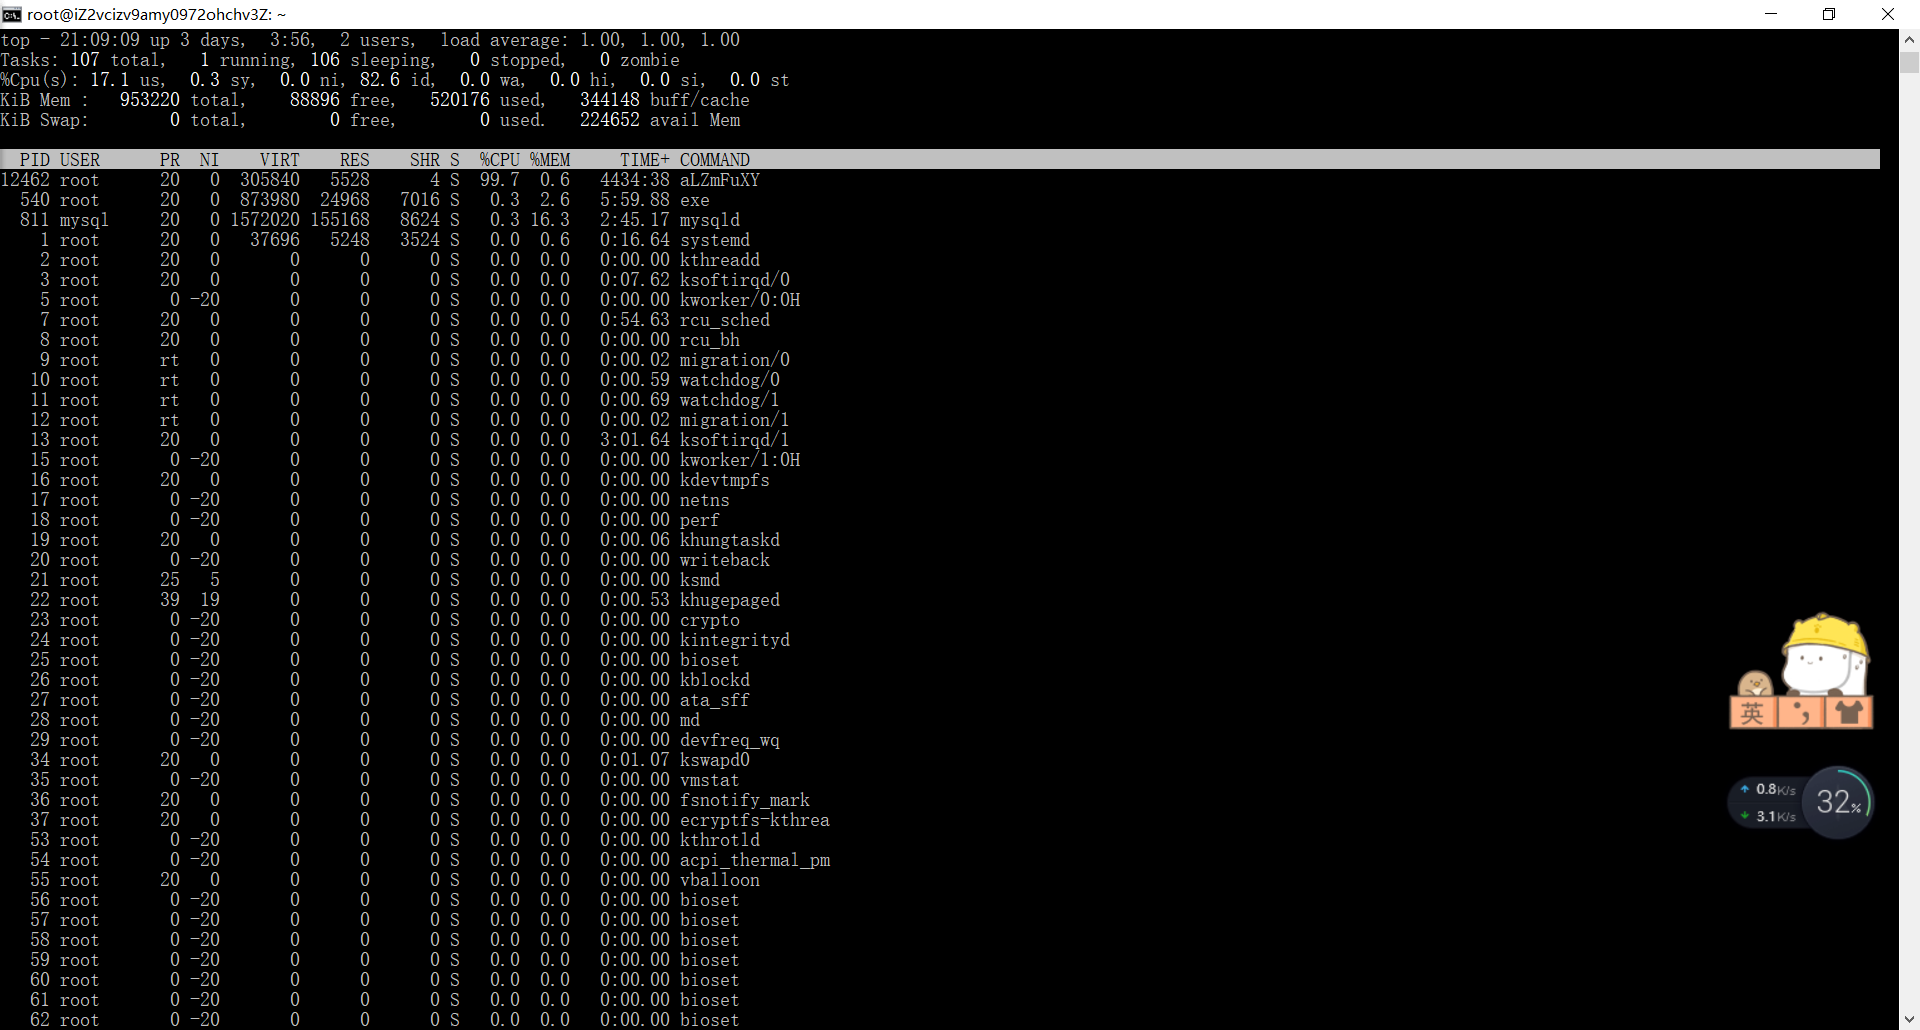 root@iZ2vcizv9amy0972ohchv3Z: ~
top - 21:09:09 up 3 days,  3:56,  2 users,  load average: 1.00, 1.00, 1.00
Tasks: 107 total,   1 running, 106 sleeping,   0 stopped,   0 zombie
%Cpu(s): 17.1 us,  0.3 sy,  0.0 ni, 82.6 id,  0.0 wa,  0.0 hi,  0.0 si,  0.0 st
KiB Mem :   953220 total,    88896 free,   520176 used,   344148 buff/cache
KiB Swap:        0 total,        0 free,        0 used.   224652 avail Mem
PID USER      PR  NI    VIRT    RES    SHR S  %CPU %MEM     TIME+ COMMAND
12462 root      20   0  305840   5528      4 S  99.7  0.6   4434:38 aLZmFuXY
540 root      20   0  873980  24968   7016 S   0.3  2.6   5:59.88 exe
811 mysql     20   0 1572020 155168   8624 S   0.3 16.3   2:45.17 mysqld
1 root      20   0   37696   5248   3524 S   0.0  0.6   0:16.64 systemd
2 root      20   0       0      0      0 S   0.0  0.0   0:00.00 kthreadd
3 root      20   0       0      0      0 S   0.0  0.0   0:07.62 ksoftirqd/0
5 root       0 -20       0      0      0 S   0.0  0.0   0:00.00 kworker/0:0H
7 root      20   0       0      0      0 S   0.0  0.0   0:54.63 rcu_sched
8 root      20   0       0      0      0 S   0.0  0.0   0:00.00 rcu_bh
9 root      rt   0       0      0      0 S   0.0  0.0   0:00.02 migration/0
10 root      rt   0       0      0      0 S   0.0  0.0   0:00.59 watchdog/0
11 root      rt   0       0      0      0 S   0.0  0.0   0:00.69 watchdog/1
12 root      rt   0       0      0      0 S   0.0  0.0   0:00.02 migration/1
13 root      20   0       0      0      0 S   0.0  0.0   3:01.64 ksoftirqd/1
15 root       0 -20       0      0      0 S   0.0  0.0   0:00.00 kworker/1:0H
16 root      20   0       0      0      0 S   0.0  0.0   0:00.00 kdevtmpfs
17 root       0 -20       0      0      0 S   0.0  0.0   0:00.00 netns
18 root       0 -20       0      0      0 S   0.0  0.0   0:00.00 perf
19 root      20   0       0      0      0 S   0.0  0.0   0:00.06 khungtaskd
20 root       0 -20       0      0      0 S   0.0  0.0   0:00.00 writeback
21 root      25   5       0      0      0 S   0.0  0.0   0:00.00 ksmd
22 root      39  19       0      0      0 S   0.0  0.0   0:00.53 khugepaged
23 root       0 -20       0      0      0 S   0.0  0.0   0:00.00 crypto
24 root       0 -20       0      0      0 S   0.0  0.0   0:00.00 kintegrityd
25 root       0 -20       0      0      0 S   0.0  0.0   0:00.00 bioset
26 root       0 -20       0      0      0 S   0.0  0.0   0:00.00 kblockd
27 root       0 -20       0      0      0 S   0.0  0.0   0:00.00 ata_sff
28 root       0 -20       0      0      0 S   0.0  0.0   0:00.00 md
29 root       0 -20       0      0      0 S   0.0  0.0   0:00.00 devfreq_wq
34 root      20   0       0      0      0 S   0.0  0.0   0:01.07 kswapd0
35 root       0 -20       0      0      0 S   0.0  0.0   0:00.00 vmstat
36 root      20   0       0      0      0 S   0.0  0.0   0:00.00 fsnotify_mark
37 root      20   0       0      0      0 S   0.0  0.0   0:00.00 ecryptfs-kthrea
53 root       0 -20       0      0      0 S   0.0  0.0   0:00.00 kthrotld
54 root       0 -20       0      0      0 S   0.0  0.0   0:00.00 acpi_thermal_pm
55 root      20   0       0      0      0 S   0.0  0.0   0:00.00 vballoon
56 root       0 -20       0      0      0 S   0.0  0.0   0:00.00 bioset
57 root       0 -20       0      0      0 S   0.0  0.0   0:00.00 bioset
58 root       0 -20       0      0      0 S   0.0  0.0   0:00.00 bioset
59 root       0 -20       0      0      0 S   0.0  0.0   0:00.00 bioset
60 root       0 -20       0      0      0 S   0.0  0.0   0:00.00 bioset
61 root       0 -20       0      0      0 S   0.0  0.0   0:00.00 bioset
62 root       0 -20       0      0      0 S   0.0  0.0   0:00.00 bioset
英 ;
0.8K/s
3.1K/s
32%